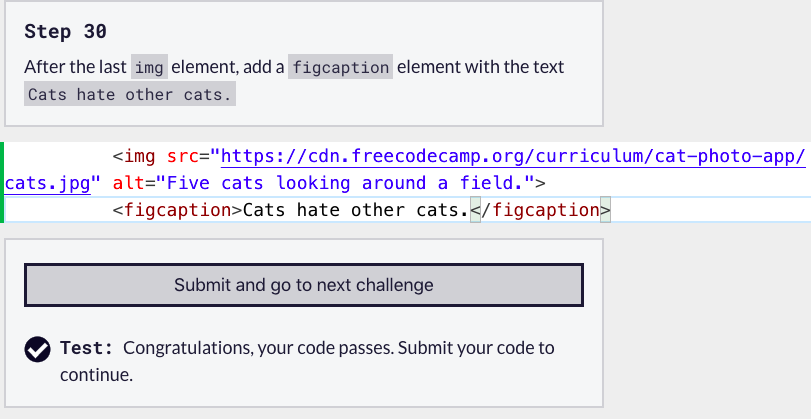 Step 30
After the last img element, add a figcaption element with the text
Cats hate other cats.
<img src="https://cdn.freecodecamp.org/curriculum/cat-photo-app/
cats.jpg" alt="Five cats looking around a field.">
<figcaption>Cats hate other cats.</figcaption>
Submit and go to next challenge
Test: Congratulations, your code passes. Submit your code to
continue.